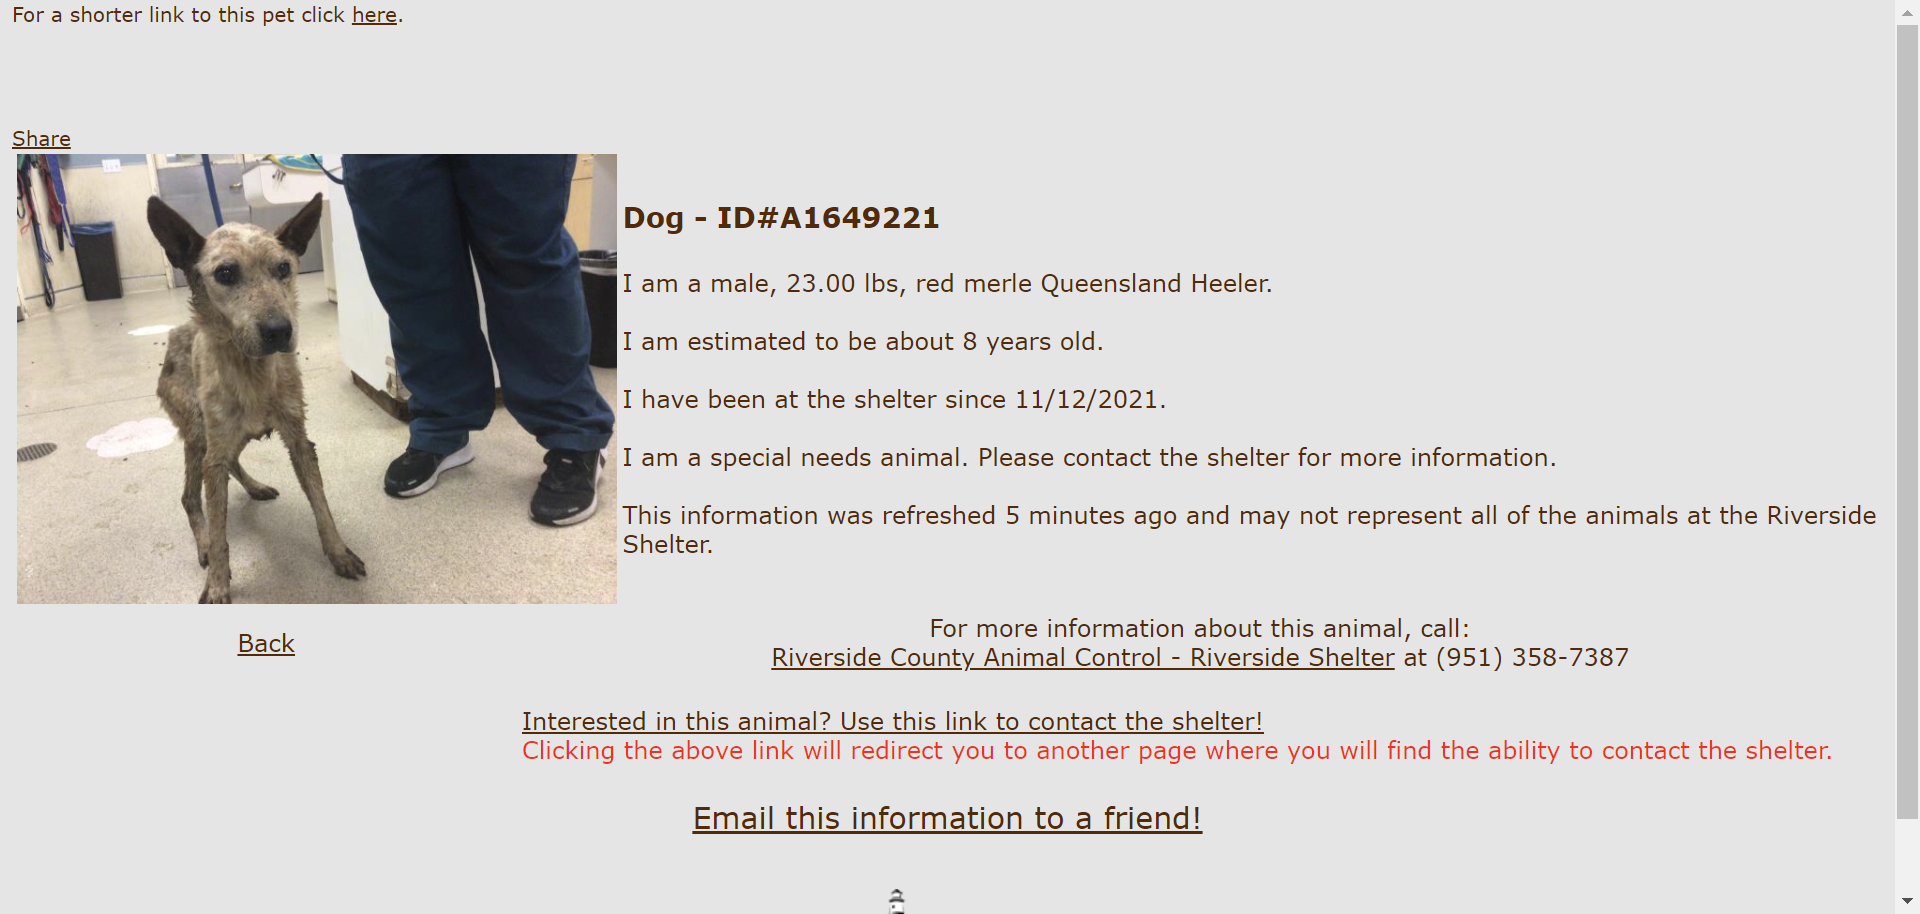 For a shorter link to this pet click here.
Share
Dog - ID#A1649221
I am a male, 23.00 lbs, red merle Queensland Heeler.
I am estimated to be about 8 years old.
I have been at the shelter since 11/12/2021.
I am a special needs animal. Please contact the shelter for more information.
This information was refreshed 5 minutes ago and may not represent all of the animals at the Riverside
Shelter.
Back
For more information about this animal, call:
Riverside County Animal Control - Riverside Shelter at (951) 358-7387
Interested in this animal? Use this link to contact the shelter!
Clicking the above link will redirect you to another page where you will find the ability to contact the shelter.
Email this information to a friend!